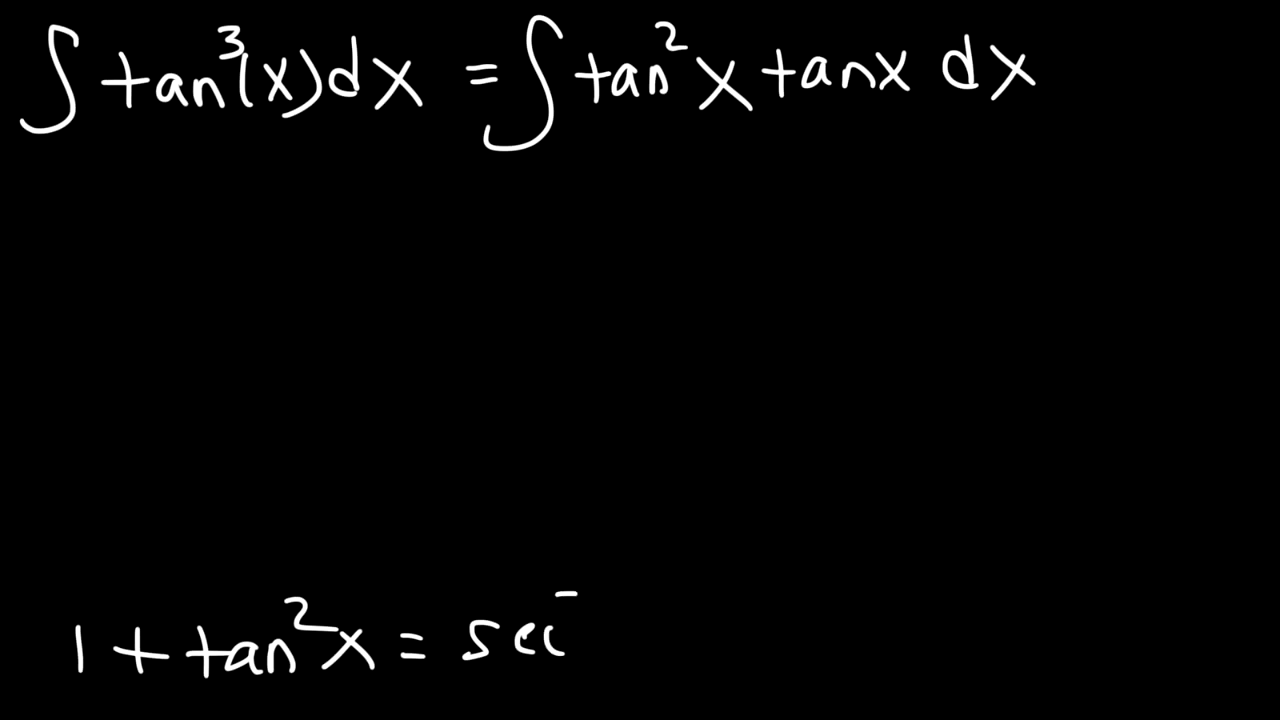 ∫ tan³(x)dx = ∫ tan²x tanx dx
1 + tan²x = sec